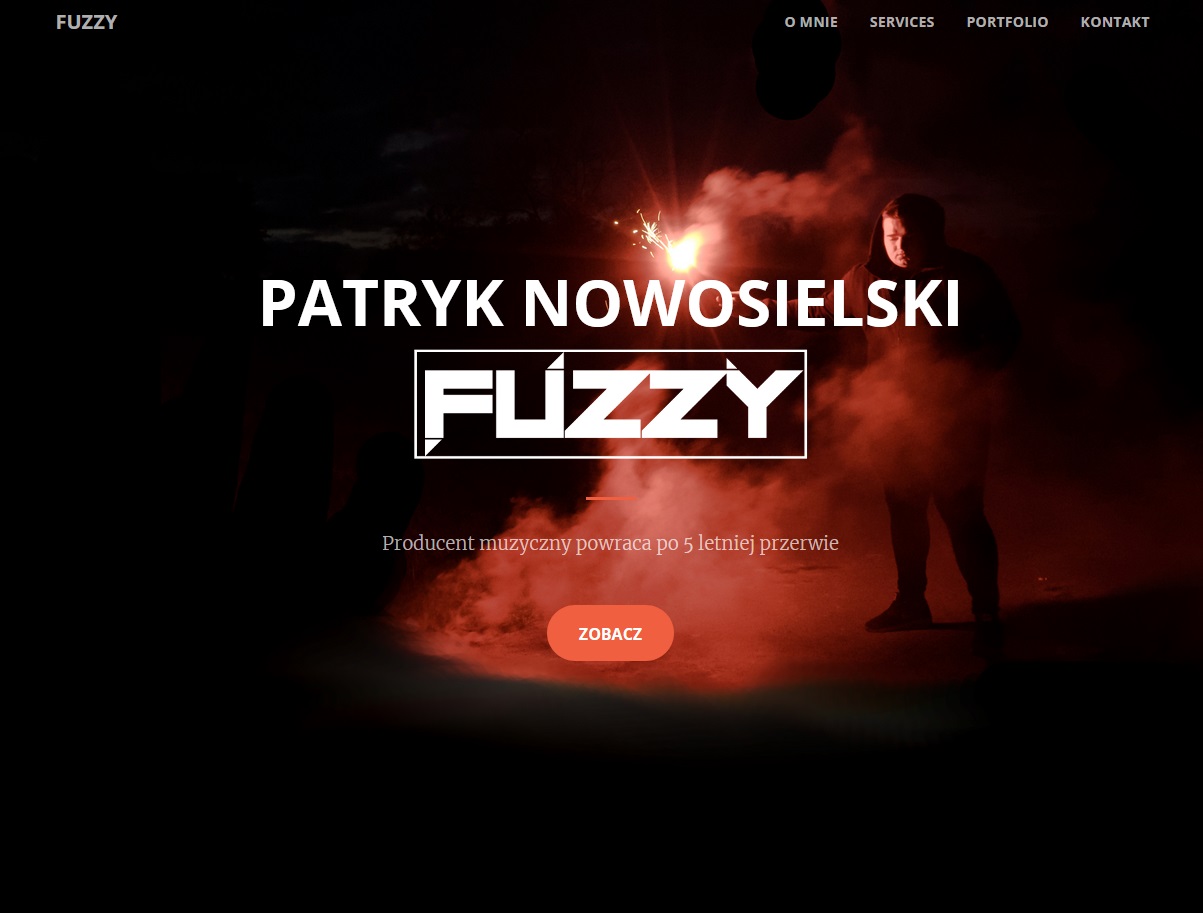 FUZZY
O MNIE SERVICES PORTFOLIO KONTAKT
PATRYK NOWOSIELSKI
FUZZY
Producent muzyczny powraca po 5 letniej przerwie
ZOBACZ